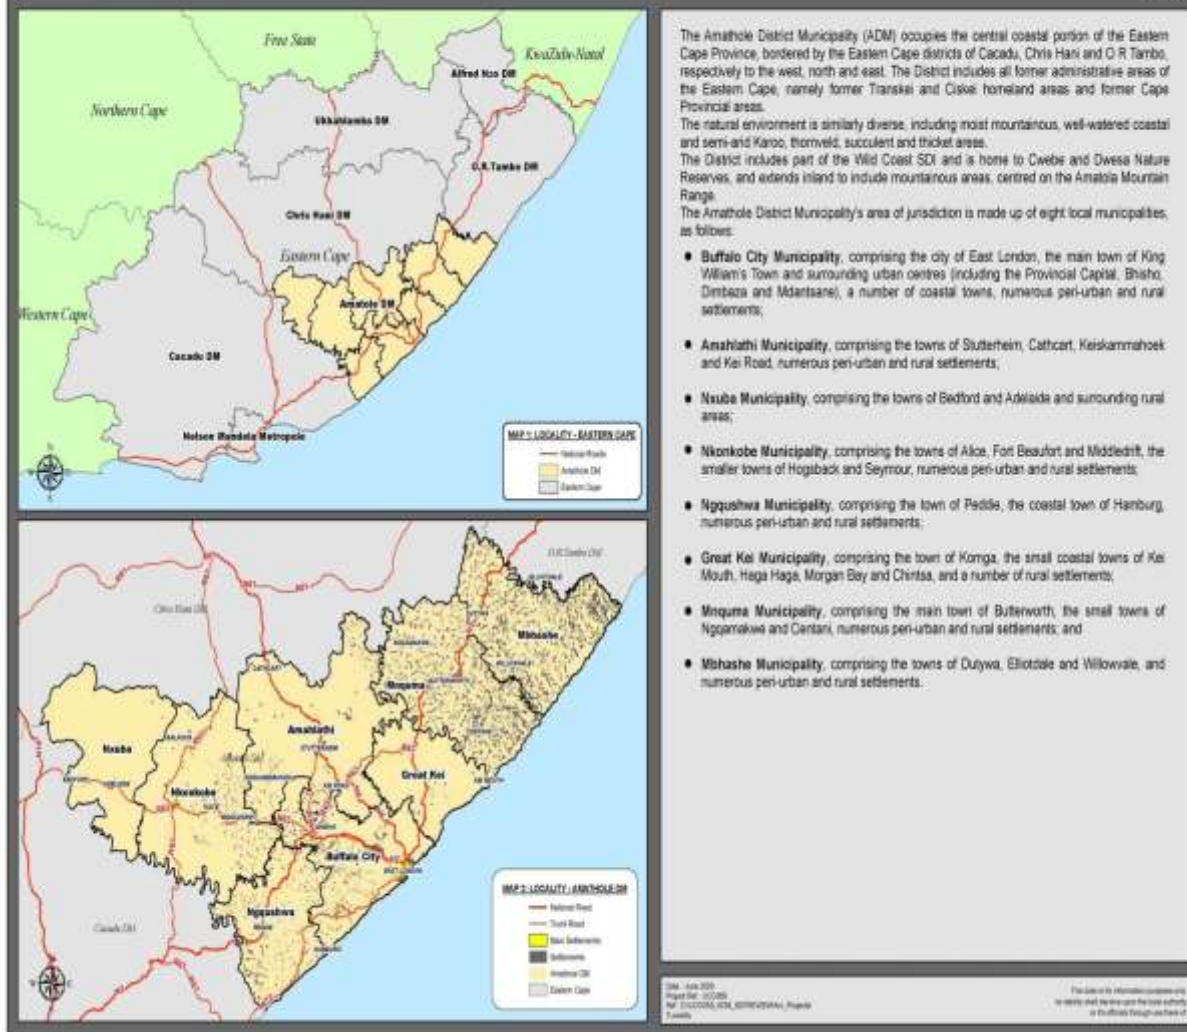 Free State
KwaZulu-Natal
Alfred Nzo DM
Northern Cape
Ukhahlamba DM
O.R.Tambo DM
Chris Hani DM
Eastern Cape
Amatole DM
Western Cape
Cacadu DM
Nelson Mandela Metropole
MAP 1: LOCALITY - EASTERN CAPE
National Roads
Amathole DM
Eastern Cape
O.R.Tambo DM
Chris Hani DM
Mbhashe
Mnquma
Amahlathi
Nxuba
Great Kei
Nkonkobe
Buffalo City
Ngqushwa
Cacadu DM
MAP 2: LOCALITY - AMATHOLE DM
National Road
Trunk Road
Main Settlements
Settlements
Amathole DM
Eastern Cape
The Amathole District Municipality (ADM) occupies the central coastal portion of the Eastern
Cape Province, bordered by the Eastern Cape districts of Cacadu, Chris Hani and O R Tambo,
respectively to the west, north and east. The District includes all former administrative areas of
the Eastern Cape, namely former Transkei and Ciskei homeland areas and former Cape
Provincial areas.
The natural environment is similarly diverse, including moist mountainous, well-watered coastal
and semi-arid Karoo, thornveld, succulent and thicket areas.
The District includes part of the Wild Coast SDI and is home to Cwebe and Dwesa Nature
Reserves, and extends inland to include mountainous areas, centred on the Amatola Mountain
Range.
The Amathole District Municipality's area of jurisdiction is made up of eight local municipalities,
as follows:
● Buffalo City Municipality, comprising the city of East London, the main town of King
William's Town and surrounding urban centres (including the Provincial Capital, Bhisho,
Dimbaza and Mdantsane), a number of coastal towns, numerous peri-urban and rural
settlements;
● Amahlathi Municipality, comprising the towns of Stutterheim, Cathcart, Keiskammahoek
and Kei Road, numerous peri-urban and rural settlements;
● Nxuba Municipality, comprising the towns of Bedford and Adelaide and surrounding rural
areas;
● Nkonkobe Municipality, comprising the towns of Alice, Fort Beaufort and Middledrift, the
smaller towns of Hogsback and Seymour, numerous peri-urban and rural settlements;
● Ngqushwa Municipality, comprising the town of Peddie, the coastal town of Hamburg,
numerous peri-urban and rural settlements;
● Great Kei Municipality, comprising the town of Komga, the small coastal towns of Kei
Mouth, Haga Haga, Morgan Bay and Chintsa, and a number of rural settlements;
● Mnquma Municipality, comprising the main town of Butterworth, the small towns of
Ngqamakwe and Centani, numerous peri-urban and rural settlements; and
● Mbhashe Municipality, comprising the towns of Dutywa, Elliotdale and Willowvale, and
numerous peri-urban and rural settlements.